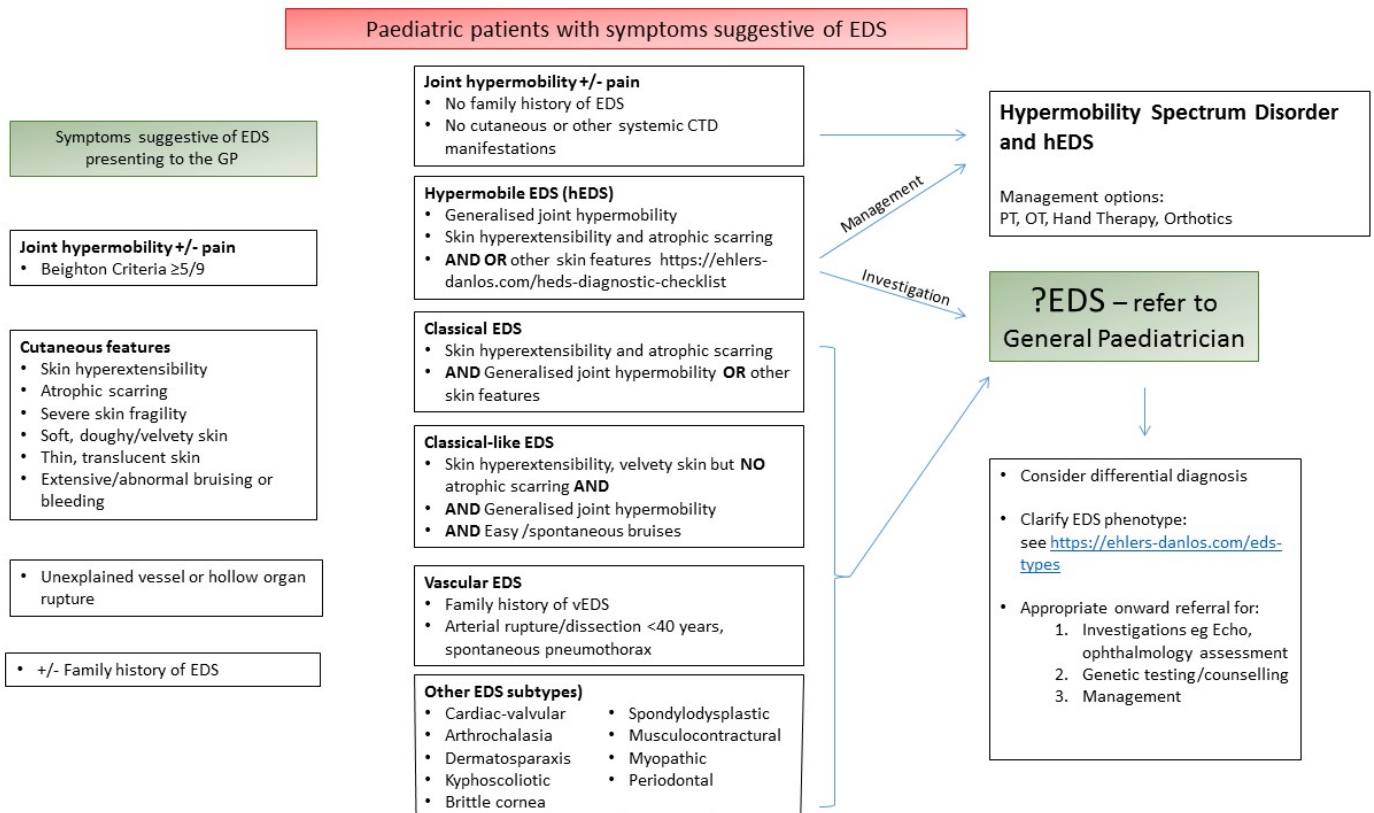 Paediatric patients with symptoms suggestive of EDS
Symptoms suggestive of EDS
presenting to the GP
Joint hypermobility +/- pain
• Beighton Criteria ≥5/9
Cutaneous features
• Skin hyperextensibility
• Atrophic scarring
• Severe skin fragility
• Soft, doughy/velvety skin
• Thin, translucent skin
• Extensive/abnormal bruising or
bleeding
• Unexplained vessel or hollow organ
rupture
• +/- Family history of EDS
Joint hypermobility +/- pain
• No family history of EDS
• No cutaneous or other systemic CTD
manifestations
Hypermobile EDS (hEDS)
• Generalised joint hypermobility
• Skin hyperextensibility and atrophic scarring
• AND OR other skin features https://ehlers-
danlos.com/heds-diagnostic-checklist
Classical EDS
• Skin hyperextensibility and atrophic scarring
• AND Generalised joint hypermobility OR other
skin features
Classical-like EDS
• Skin hyperextensibility, velvety skin but NO
atrophic scarring AND
• AND Generalised joint hypermobility
• AND Easy /spontaneous bruises
Vascular EDS
• Family history of vEDS
• Arterial rupture/dissection <40 years,
spontaneous pneumothorax
Other EDS subtypes)
• Cardiac-valvular
• Arthrochalasia
• Dermatosparaxis
• Kyphoscoliotic
• Brittle cornea
• Spondylodysplastic
• Musculocontractural
• Myopathic
• Periodontal
Management
Investigation
Hypermobility Spectrum Disorder
and hEDS
Management options:
PT, OT, Hand Therapy, Orthotics
?EDS – refer to
General Paediatrician
• Consider differential diagnosis
• Clarify EDS phenotype:
see https://ehlers-danlos.com/eds-
types
• Appropriate onward referral for:
1. Investigations eg Echo,
ophthalmology assessment
2. Genetic testing/counselling
3. Management